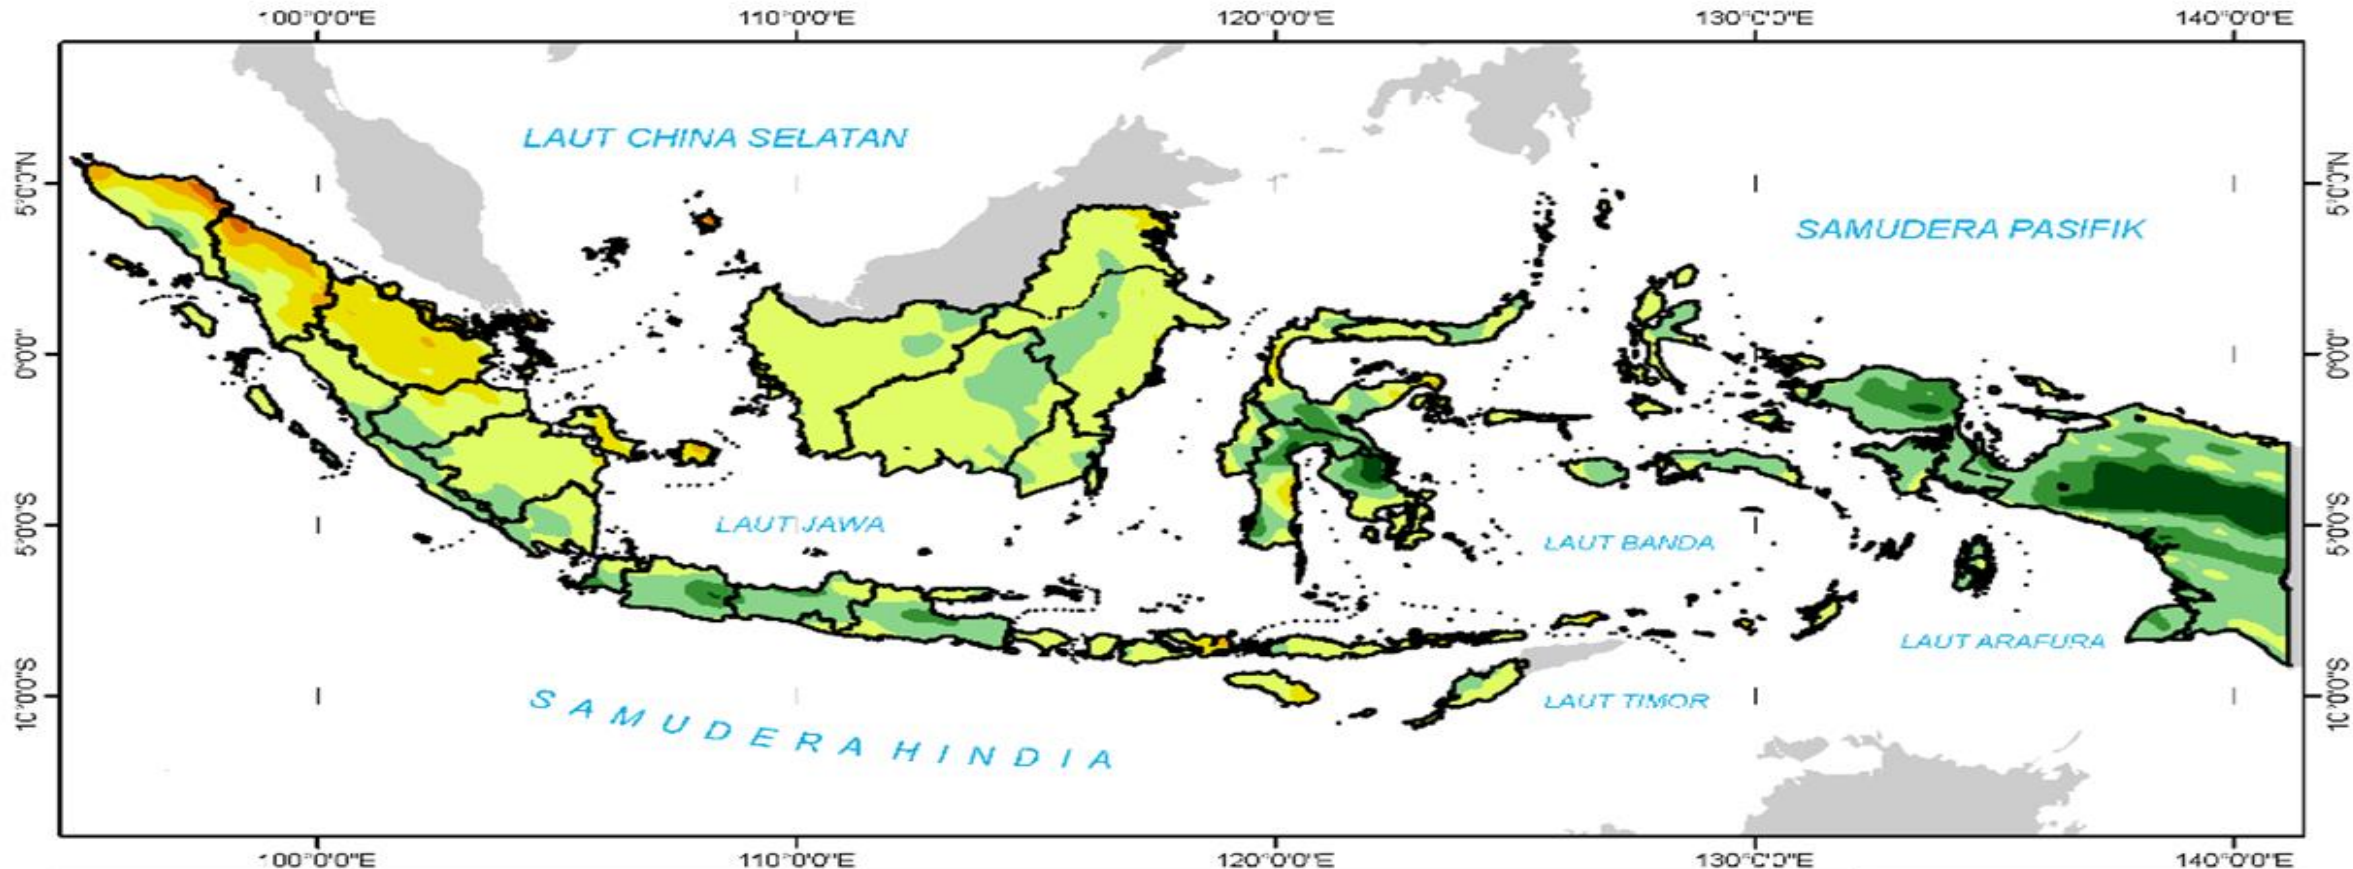 100°0'0"E 110°0'0"E 120°0'0"E 130°0'0"E 140°0'0"E
LAUT CHINA SELATAN
5°0'0"N 5°0'0"N
SAMUDERA PASIFIK
0°0'0" 0°0'0"
5°0'0"S LAUT JAWA LAUT BANDA 5°0'0"S
LAUT ARAFURA
10°0'0"S SAMUDERA HINDIA LAUT TIMOR 10°0'0"S
100°0'0"E 110°0'0"E 120°0'0"E 130°0'0"E 140°0'0"E